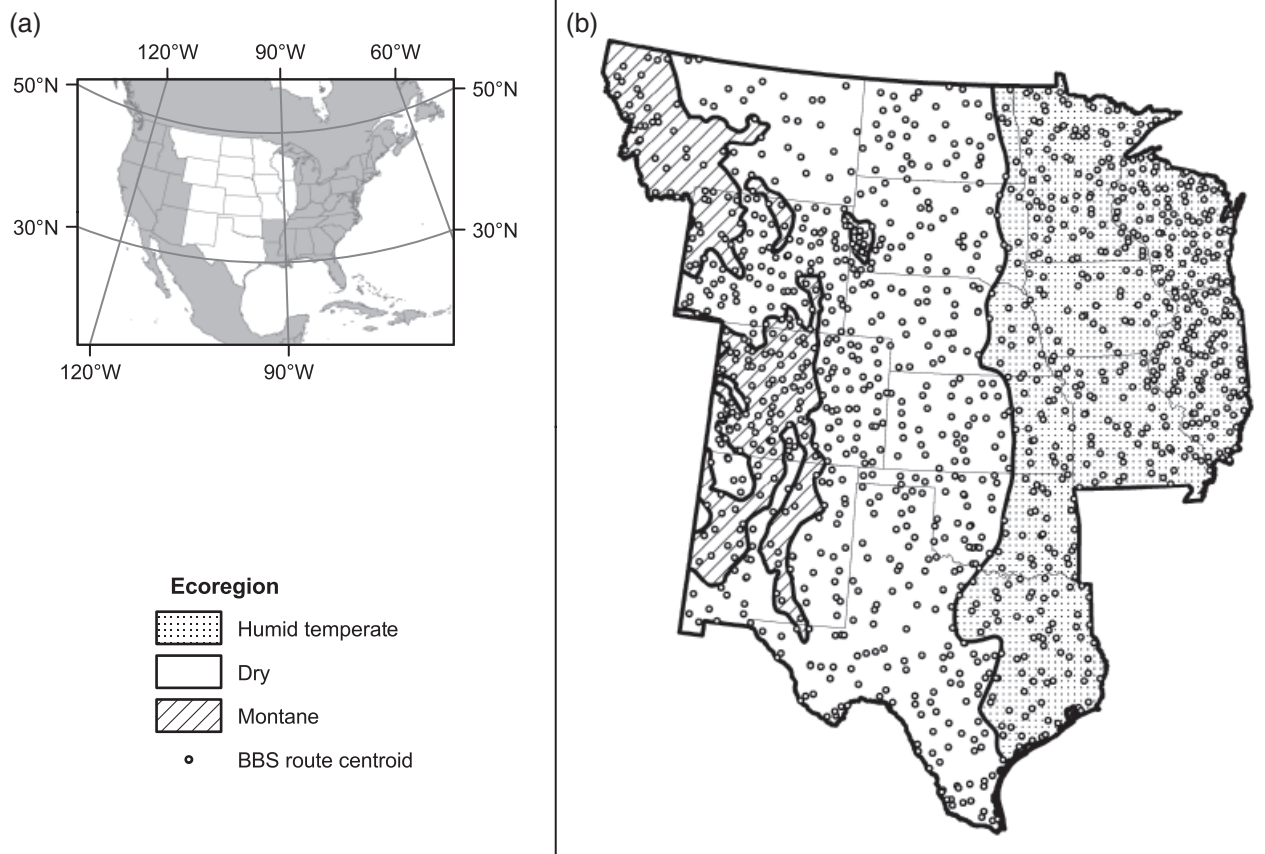 (a)
120°W 90°W 60°W
50°N 50°N
30°N 30°N
120°W 90°W
Ecoregion
Humid temperate
Dry
Montane
BBS route centroid
(b)